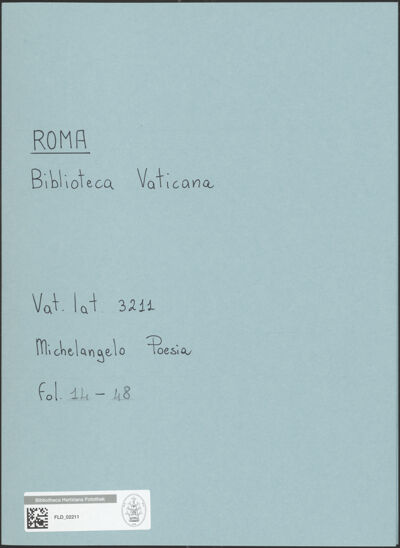 ROMA
Biblioteca Vaticana
Vat. lat. 3211
Michelangelo Poesia
fol. 14 - 48
Bibliotheca Hertziana Fotothek
FLD_02211